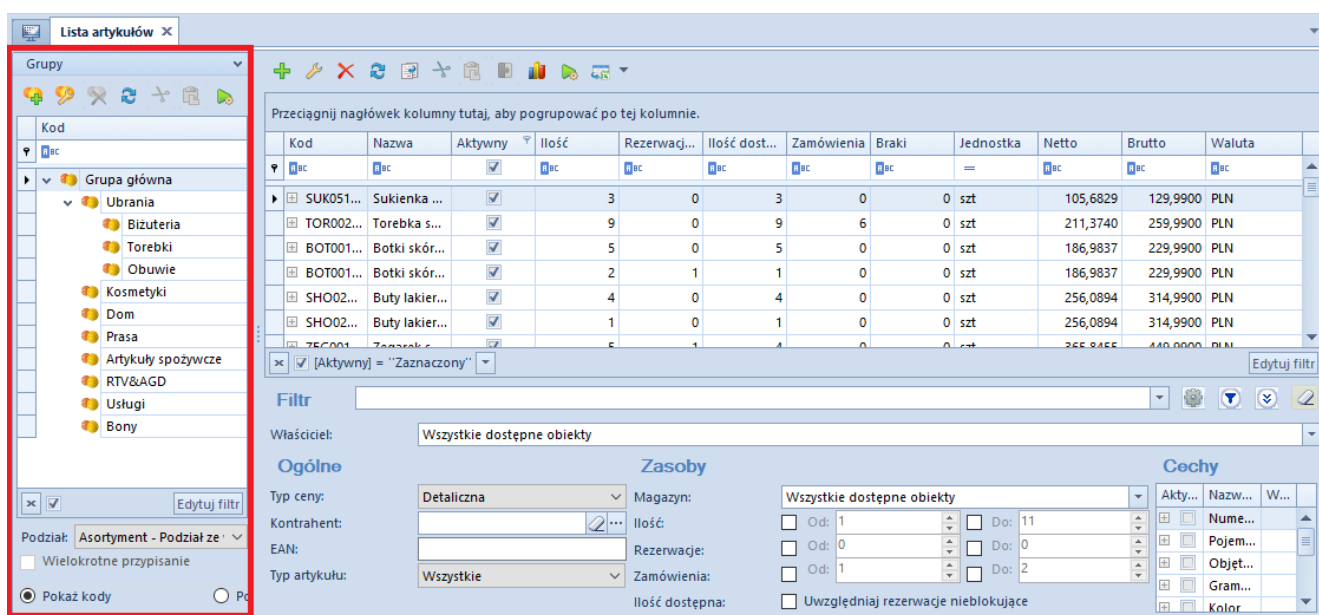 Lista artykułów
Grupy
Kod
Grupa główna
Ubrania
Biżuteria
Torebki
Obuwie
Kosmetyki
Dom
Prasa
Artykuły spożywcze
RTV&AGD
Usługi
Bony
Edytuj filtr
Podział: Asortyment - Podział ze
Wielokrotne przypisanie
Pokaż kody
Przeciągnij nagłówek kolumny tutaj, aby pogrupować po tej kolumnie.
Kod Nazwa Aktywny Ilość Rezerwacj... Ilość dost... Zamówienia Braki Jednostka Netto Brutto Waluta
SUK051... Sukienka ... 3 0 3 0 0 szt 105,6829 129,9900 PLN
TOR002... Torebka s... 9 0 9 6 0 szt 211,3740 259,9900 PLN
BOT001... Botki skór... 5 0 5 0 0 szt 186,9837 229,9900 PLN
BOT001... Botki skór... 2 1 1 0 0 szt 186,9837 229,9900 PLN
SHO02... Buty lakier... 4 0 4 0 0 szt 256,0894 314,9900 PLN
SHO02... Buty lakier... 1 0 1 0 0 szt 256,0894 314,9900 PLN
[Aktywny] = "Zaznaczony"
Edytuj filtr
Filtr
Właściciel: Wszystkie dostępne obiekty
Ogólne
Typ ceny: Detaliczna
Kontrahent:
EAN:
Typ artykułu: Wszystkie
Zasoby
Magazyn: Wszystkie dostępne obiekty
Ilość: Od: 1 Do: 11
Rezerwacje: Od: 0 Do: 0
Zamówienia: Od: 1 Do: 2
Ilość dostępna: Uwzględniaj rezerwacje nieblokujące
Cechy
Akty... Nazw... W...
Nume...
Pojem...
Objęt...
Gram...
Kolor